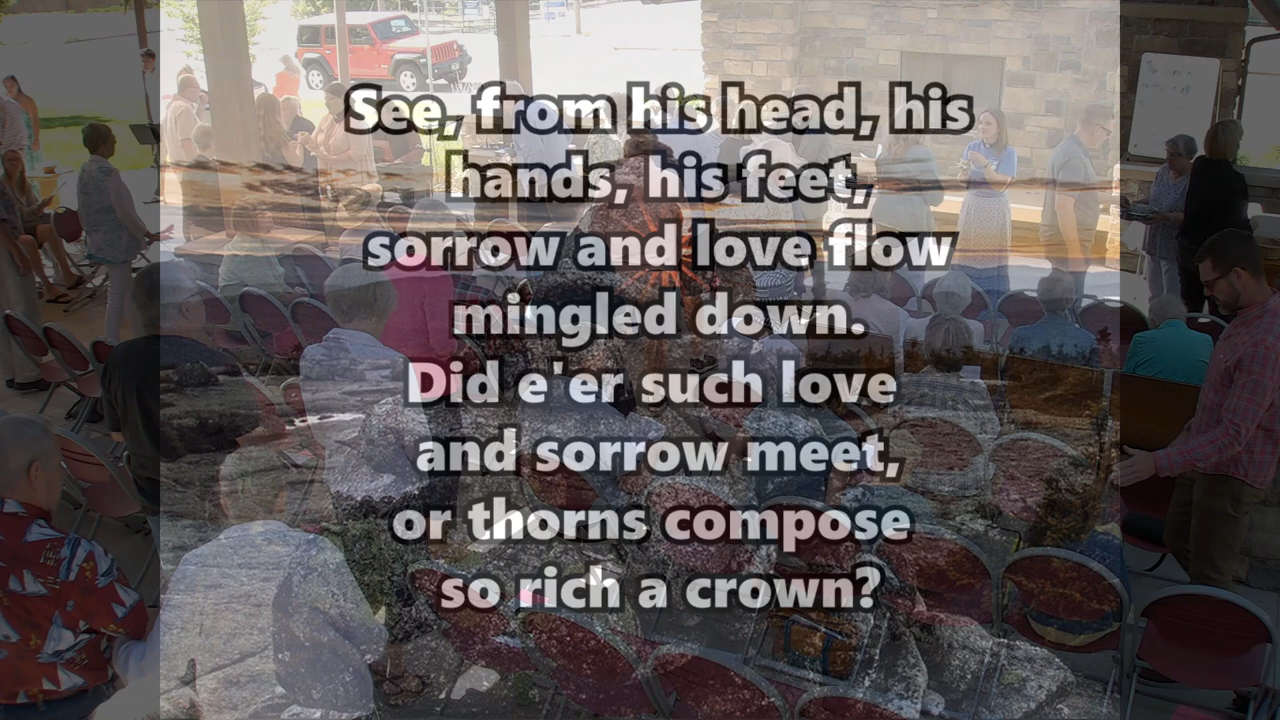 See, from his head, his
hands, his feet,
sorrow and love flow
mingled down.
Did e'er such love
and sorrow meet,
or thorns compose
so rich a crown?